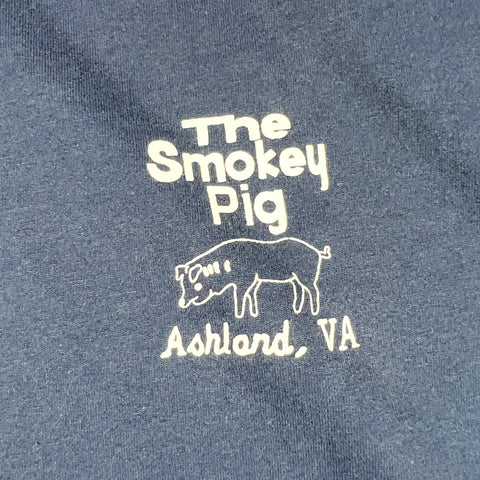 The
Smokey
Pig
Ashland, VA